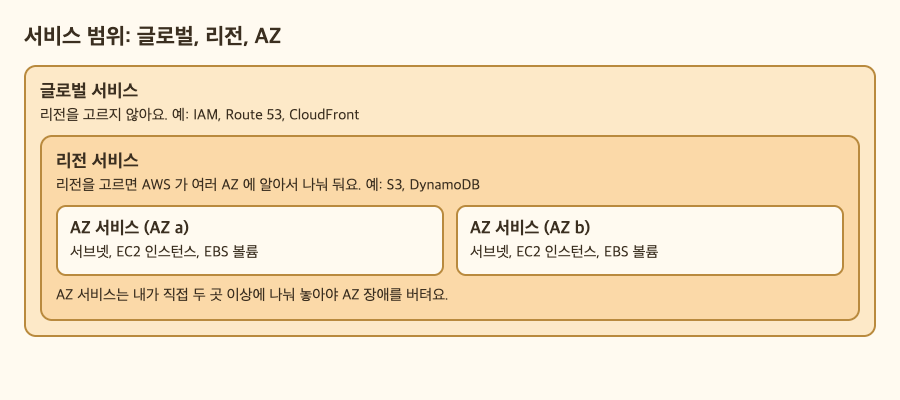 서비스 범위: 글로벌, 리전, AZ
글로벌 서비스
리전을 고르지 않아요. 예: IAM, Route 53, CloudFront
리전 서비스
리전을 고르면 AWS 가 여러 AZ 에 알아서 나눠 둬요. 예: S3, DynamoDB
AZ 서비스 (AZ a)
서브넷, EC2 인스턴스, EBS 볼륨
AZ 서비스 (AZ b)
서브넷, EC2 인스턴스, EBS 볼륨
AZ 서비스는 내가 직접 두 곳 이상에 나눠 놓아야 AZ 장애를 버텨요.